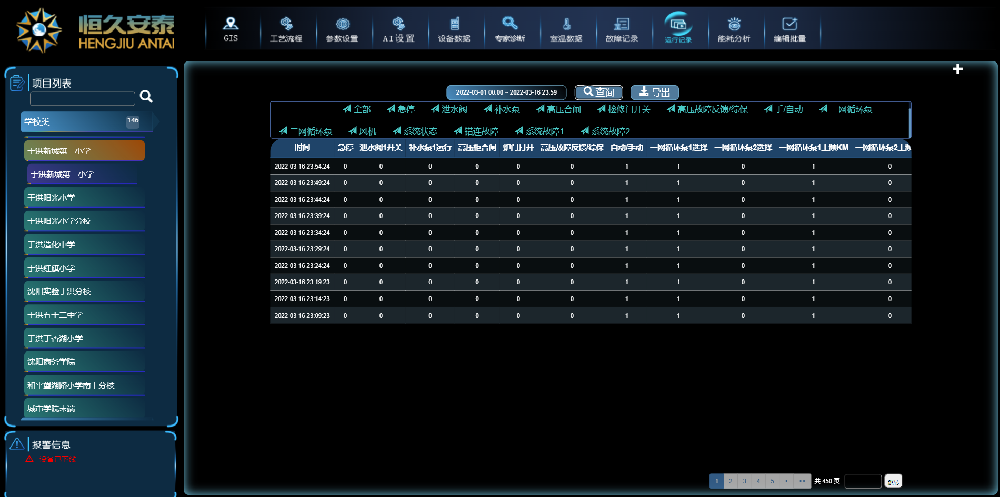 恒久安泰
HENGJIU ANTAI
GIS 工艺流程 参数设置 AI设置 设备数据 专家诊断 室温数据 故障记录 运行记录 能耗分析 编辑批量
项目列表
学校类 146
于洪新城第一小学
于洪新城第一小学
于洪阳光小学
于洪阳光小学分校
于洪造化中学
于洪红旗小学
沈阳实验于洪分校
于洪五十二中学
于洪丁香湖小学
沈阳商务学院
和平望湖路小学南十分校
城市学院末端
报警信息
设备已下线
2022-03-01 00:00 ~ 2022-03-16 23:59 查询 导出
-全部- -急停- -泄水阀- -补水泵- -高压合闸- -检修门开关- -高压故障反馈/综保- -手/自动- -一网循环泵-
-二网循环泵- -风机- -系统状态- -错连故障- -系统故障1- -系统故障2-
时间 急停 泄水阀1开关 补水泵1运行 高压柜合闸 炉门打开 高压故障反馈/综保 自动/手动 一网循环泵1选择 一网循环泵2选择 一网循环泵1工频KM 一网循环泵2工频
2022-03-16 23:54:24 0 0 0 0 0 0 1 1 0 1 0
2022-03-16 23:49:24 0 0 0 0 0 0 1 1 0 1 0
2022-03-16 23:44:24 0 0 0 0 0 0 1 1 0 1 0
2022-03-16 23:39:24 0 0 0 0 0 0 1 1 0 1 0
2022-03-16 23:34:24 0 0 0 0 0 0 1 1 0 1 0
2022-03-16 23:29:24 0 0 0 0 0 0 1 1 0 1 0
2022-03-16 23:24:24 0 0 0 0 0 0 1 1 0 1 0
2022-03-16 23:19:23 0 0 0 0 0 0 1 1 0 1 0
2022-03-16 23:14:23 0 0 0 0 0 0 1 1 0 1 0
2022-03-16 23:09:23 0 0 0 0 0 0 1 1 0 1 0
1 2 3 4 5 > >> 共 450 页 跳转